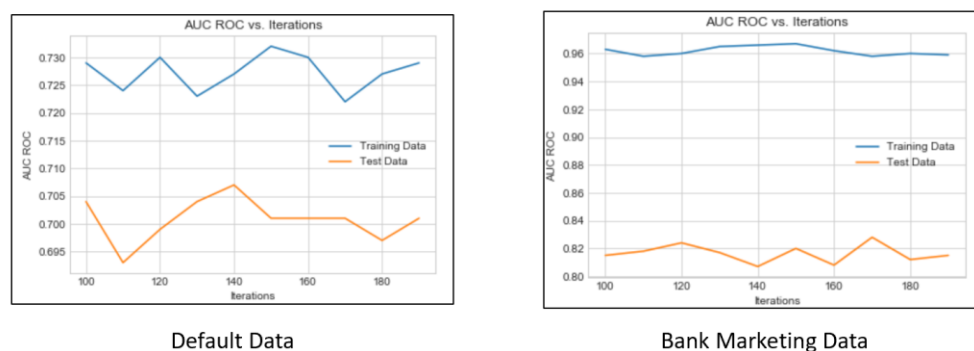 AUC ROC vs. Iterations
0.730
0.725
0.720
0.715
0.710
0.705
0.700
0.695
AUC ROC
Training Data
Test Data
100 120 140 160 180
Iterations
Default Data
AUC ROC vs. Iterations
0.96
0.94
0.92
0.90
0.88
0.86
0.84
0.82
0.80
AUC ROC
Training Data
Test Data
100 120 140 160 180
Iterations
Bank Marketing Data